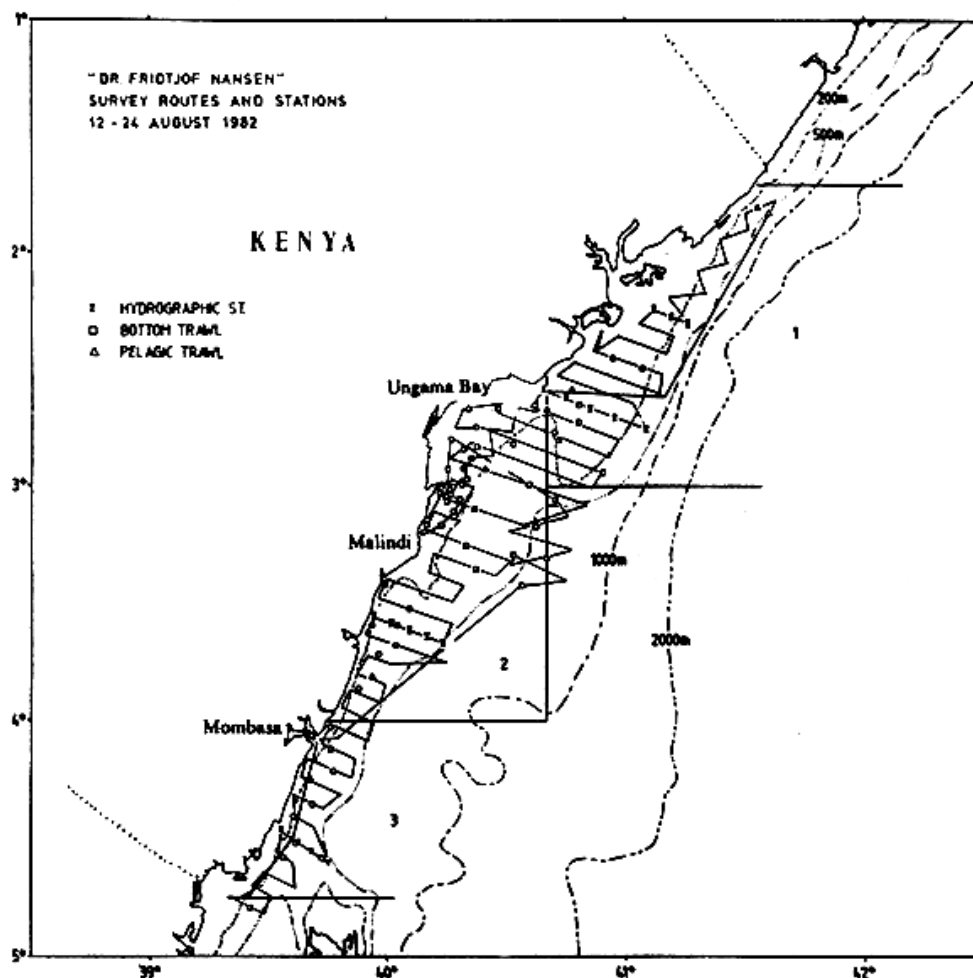 1°
"DR. FRIDTJOF NANSEN"
SURVEY ROUTES AND STATIONS
12 - 24 AUGUST 1982
200m
500m
KENYA
2°
HYDROGRAPHIC ST.
BOTTOM TRAWL
PELAGIC TRAWL
1
Ungama Bay
3°
Malindi
1000m
2000m
2
4°
Mombasa
3
5°
39°
40°
41°
42°